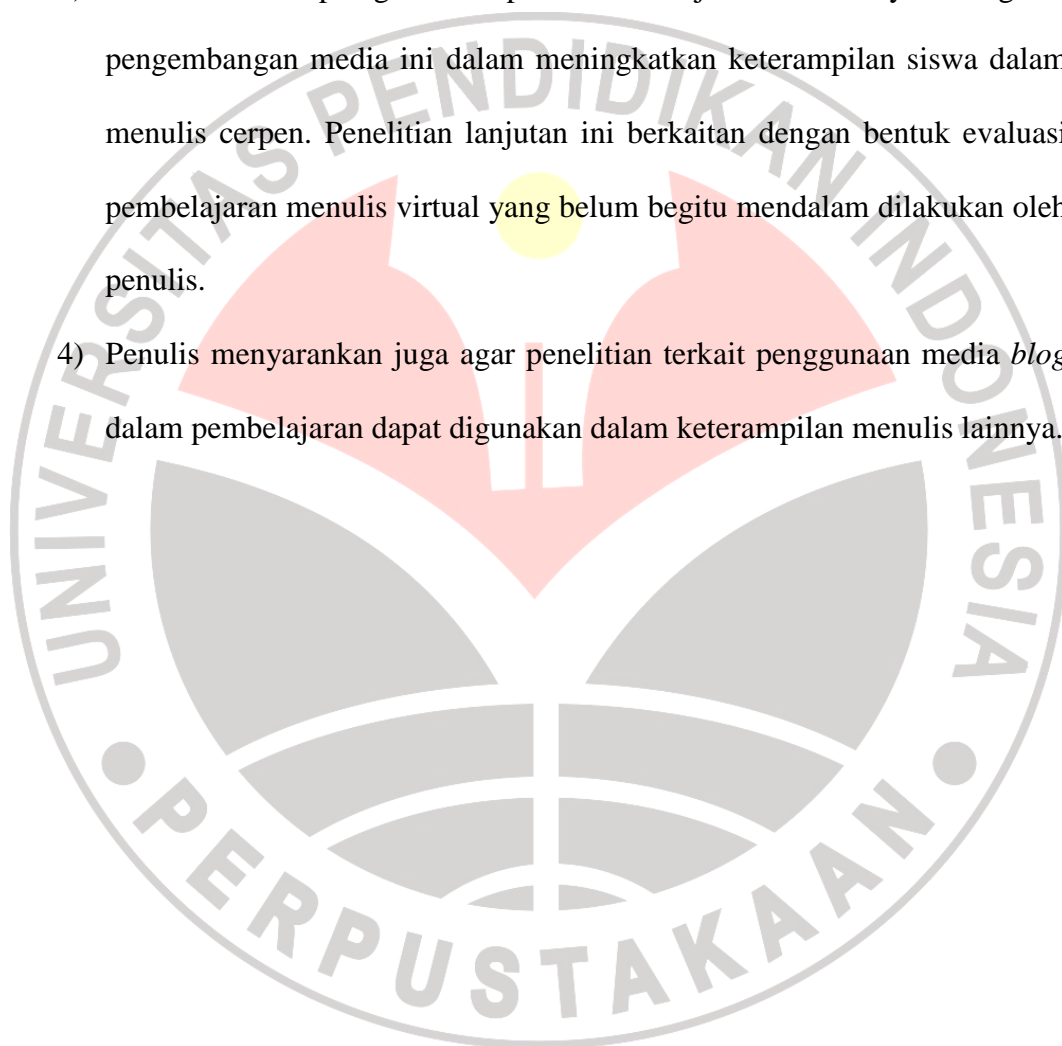 pengembangan media ini dalam meningkatkan keterampilan siswa dalam
menulis cerpen. Penelitian lanjutan ini berkaitan dengan bentuk evaluasi
pembelajaran menulis virtual yang belum begitu mendalam dilakukan oleh
penulis.
4) Penulis menyarankan juga agar penelitian terkait penggunaan media blog
dalam pembelajaran dapat digunakan dalam keterampilan menulis lainnya.
UNIVERSITAS PENDIDIKAN INDONESIA
PERPUSTAKAAN